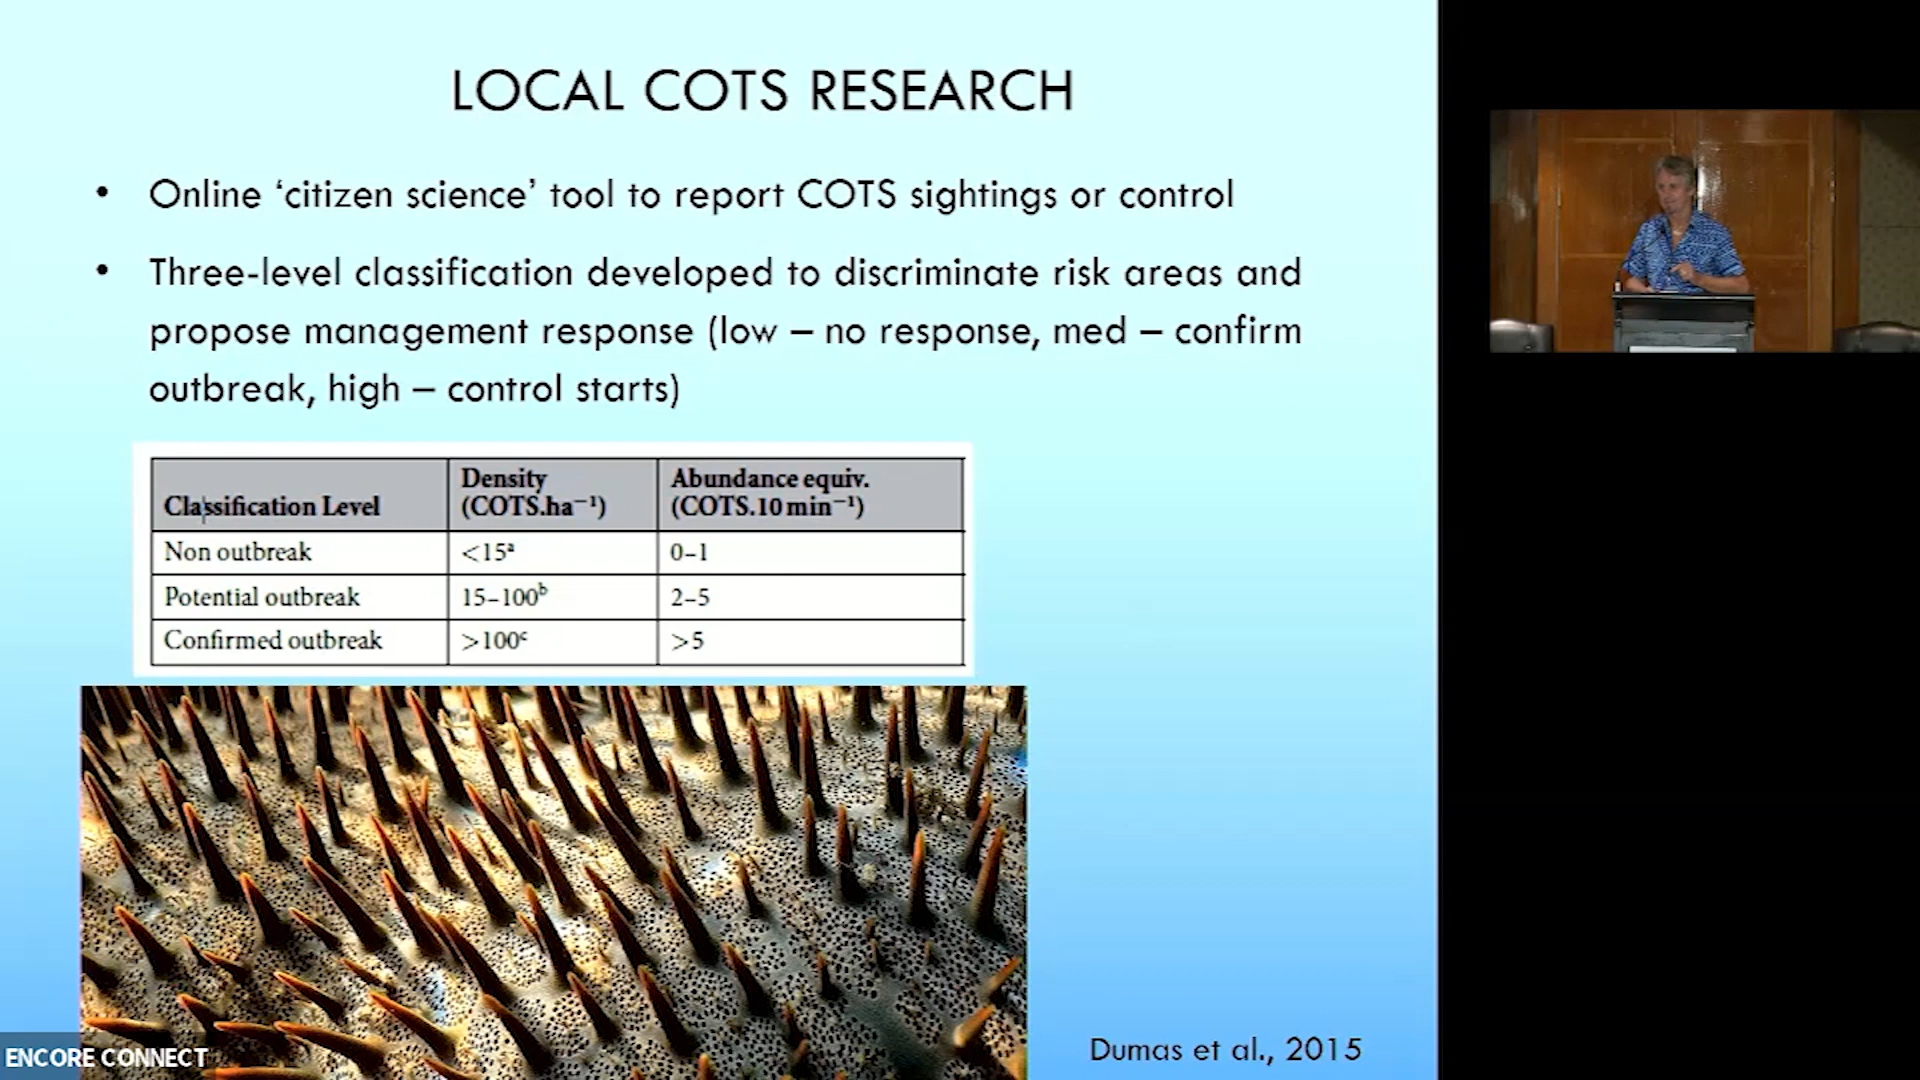 LOCAL COTS RESEARCH
• Online ‘citizen science’ tool to report COTS sightings or control
• Three-level classification developed to discriminate risk areas and
propose management response (low – no response, med – confirm
outbreak, high – control starts)
Classification Level Density (COTS.ha⁻¹) Abundance equiv. (COTS.10 min⁻¹)
Non outbreak <15ᵃ 0–1
Potential outbreak 15–100ᵇ 2–5
Confirmed outbreak >100ᶜ >5
Dumas et al., 2015
ENCORE CONNECT